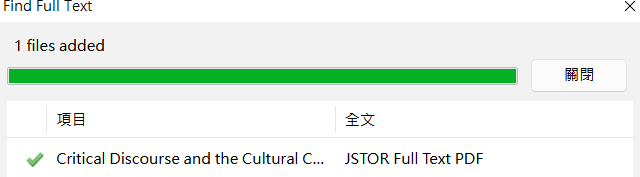 Find Full Text
1 files added
關閉
項目 全文
Critical Discourse and the Cultural C... JSTOR Full Text PDF